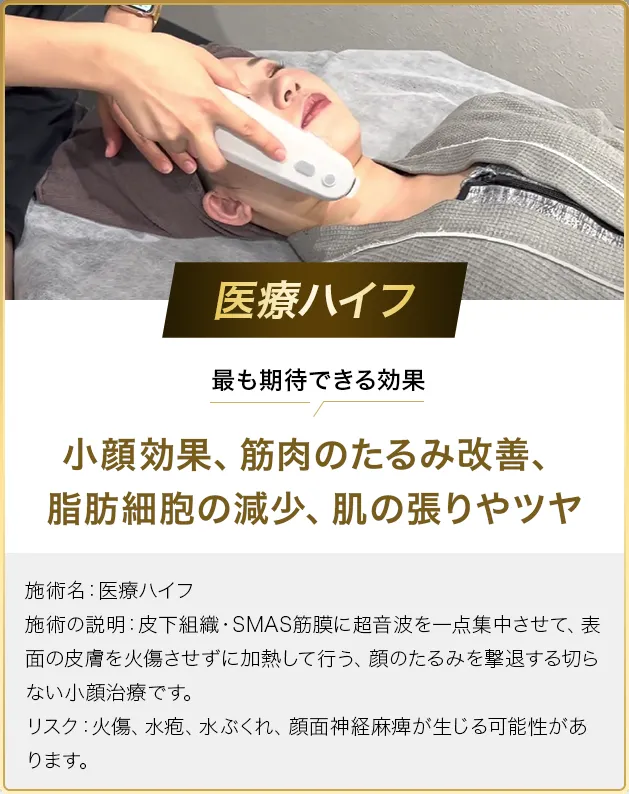 医療ハイフ
最も期待できる効果
小顔効果、筋肉のたるみ改善、
脂肪細胞の減少、肌の張りやツヤ
施術名：医療ハイフ
施術の説明：皮下組織・SMAS筋膜に超音波を一点集中させて、表
面の皮膚を火傷させずに加熱して行う、顔のたるみを撃退する切ら
ない小顔治療です。
リスク：火傷、水疱、水ぶくれ、顔面神経麻痺が生じる可能性があ
ります。